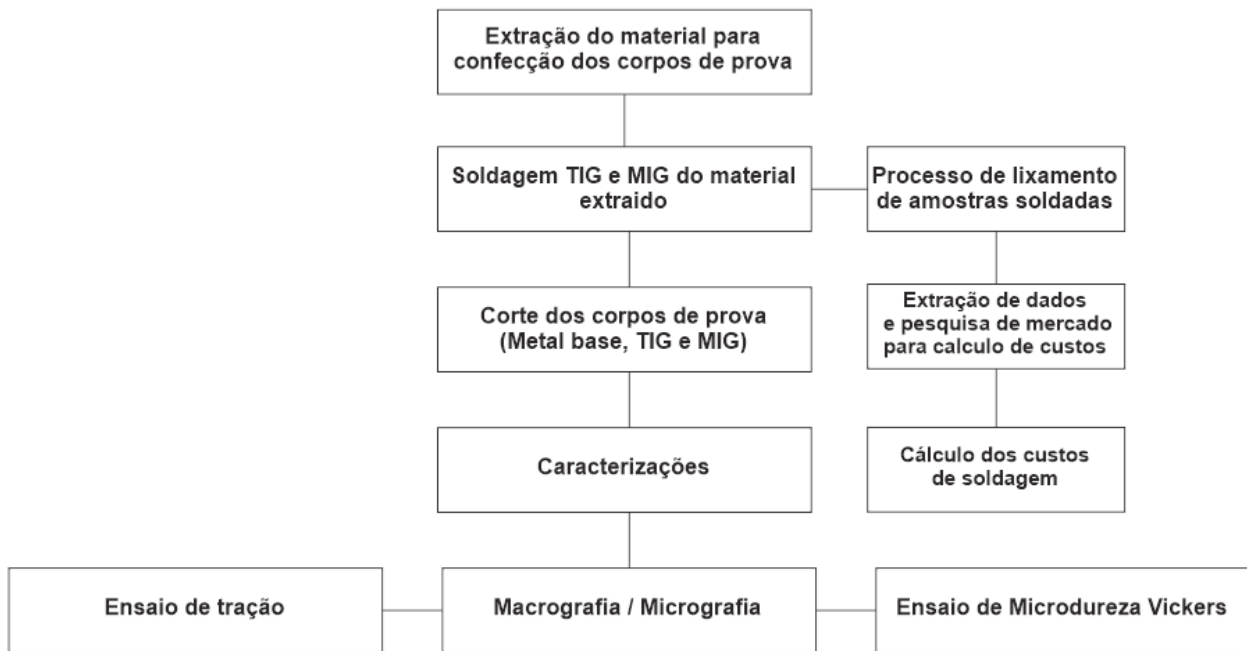 Extração do material para
confecção dos corpos de prova
Soldagem TIG e MIG do material
extraido
Processo de lixamento
de amostras soldadas
Corte dos corpos de prova
(Metal base, TIG e MIG)
Extração de dados
e pesquisa de mercado
para calculo de custos
Caracterizações
Cálculo dos custos
de soldagem
Ensaio de tração
Macrografia / Micrografia
Ensaio de Microdureza Vickers